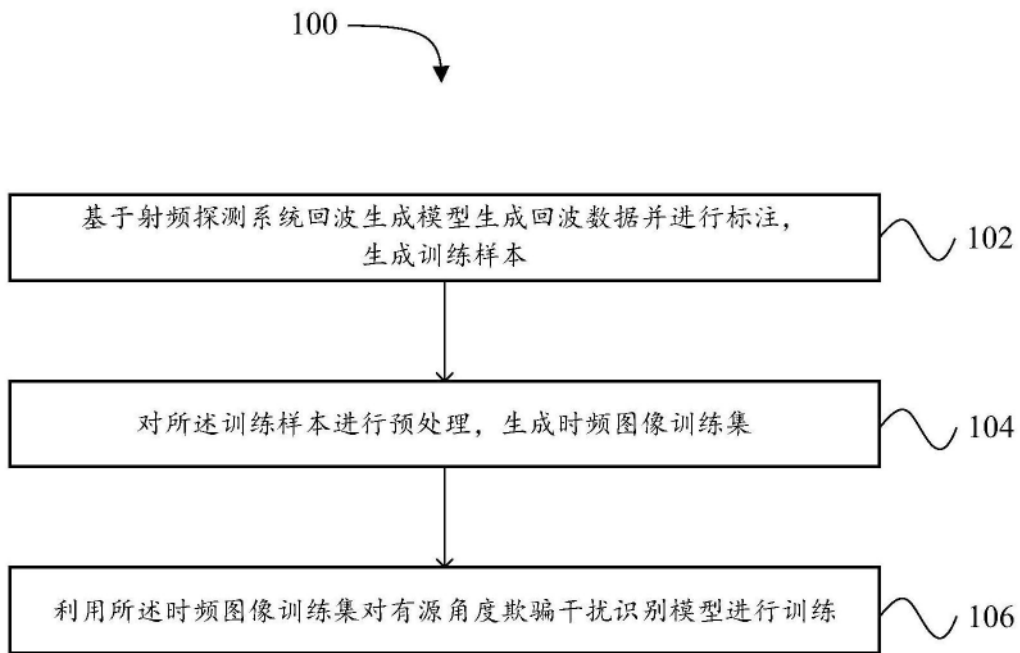 100
基于射频探测系统回波生成模型生成回波数据并进行标注，
生成训练样本
102
对所述训练样本进行预处理，生成时频图像训练集
104
利用所述时频图像训练集对有源角度欺骗干扰识别模型进行训练
106